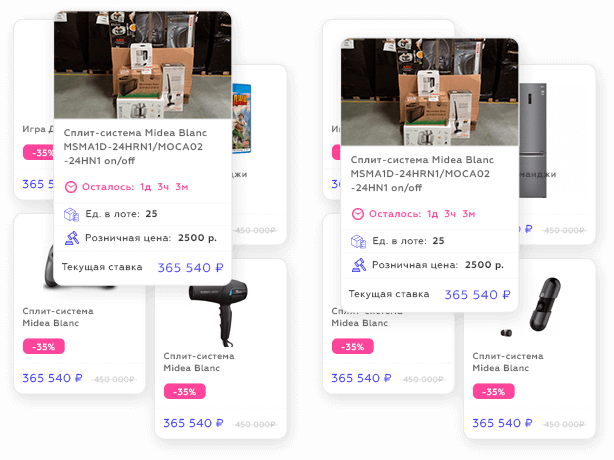 Игра Д
-35%
365 5
Сплит-система Midea Blanc
MSMA1D-24HRN1/MOCA02
-24HN1 on/off
Осталось: 1д 3ч 3м
Ед. в лоте: 25
Розничная цена: 2500 р.
Текущая ставка 365 540 ₽
нджи
450 000₽
Сплит-система
Midea Blanc
-35%
365 540 ₽ 450 000₽
Сплит-система
Midea Blanc
-35%
365 540 ₽ 450 000₽
Игра
-35%
365
Сплит-система Midea Blanc
MSMA1D-24HRN1/MOCA02
-24HN1 on/off
Осталось: 1д 3ч 3м
Ед. в лоте: 25
Розничная цена: 2500 р.
Текущая ставка 365 540 ₽
манджи
0 ₽ 450 000₽
Сплит-система
Midea Blanc
-35%
365 540 ₽ 450 000₽
Сплит-система
Midea Blanc
-35%
365 540 ₽ 450 000₽